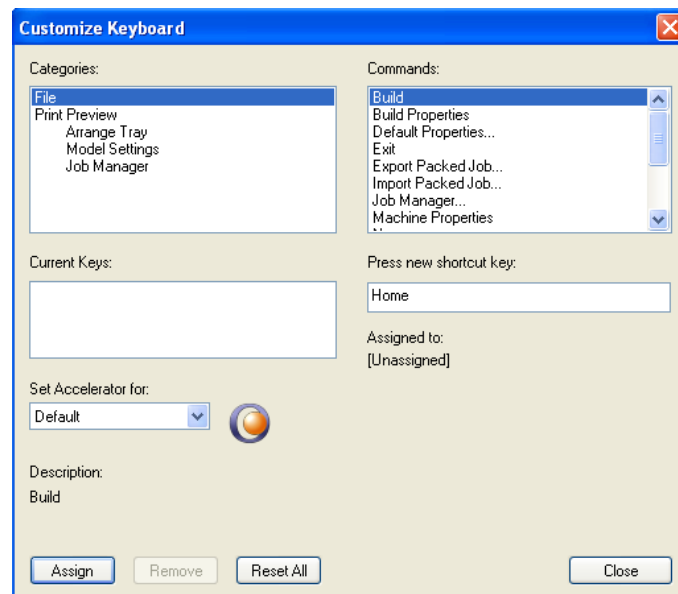 Customize Keyboard
Categories:
File
Print Preview
Arrange Tray
Model Settings
Job Manager
Commands:
Build
Build Properties
Default Properties...
Exit
Export Packed Job...
Import Packed Job...
Job Manager...
Machine Properties
Current Keys:
Press new shortcut key:
Home
Assigned to:
[Unassigned]
Set Accelerator for:
Default
Description:
Build
Assign
Remove
Reset All
Close